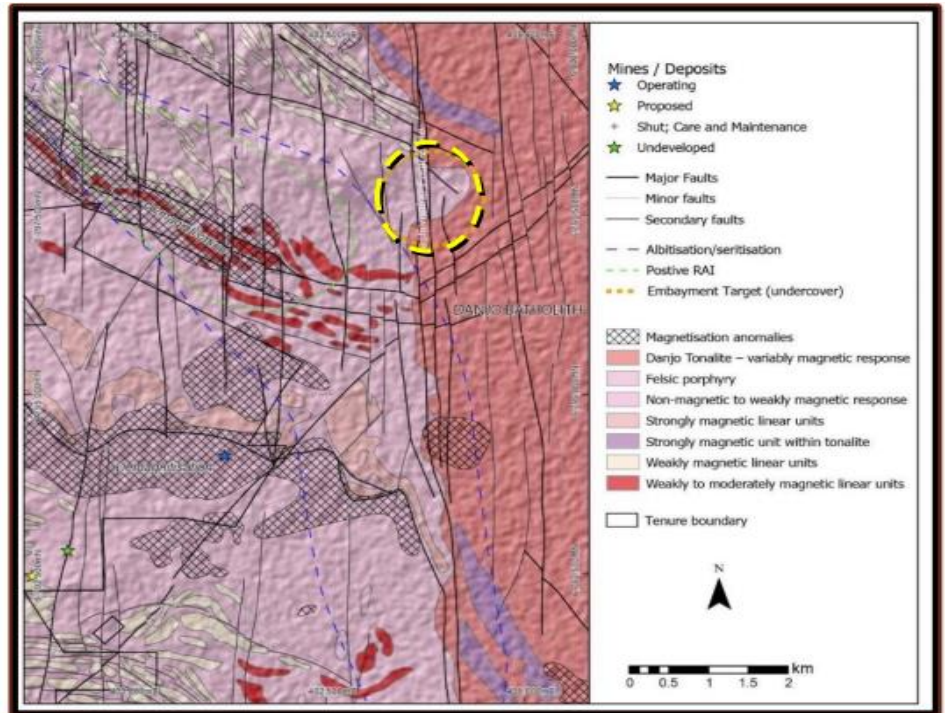 DANJO BATHOLITH
Mines / Deposits
Operating
Proposed
Shut; Care and Maintenance
Undeveloped
Major Faults
Minor faults
Secondary faults
Albitisation/seritisation
Postive RAI
Embayment Target (undercover)
Magnetisation anomalies
Danjo Tonalite – variably magnetic response
Felsic porphyry
Non-magnetic to weakly magnetic response
Strongly magnetic linear units
Strongly magnetic unit within tonalite
Weakly magnetic linear units
Weakly to moderately magnetic linear units
Tenure boundary
N
km
0 0.5 1 2